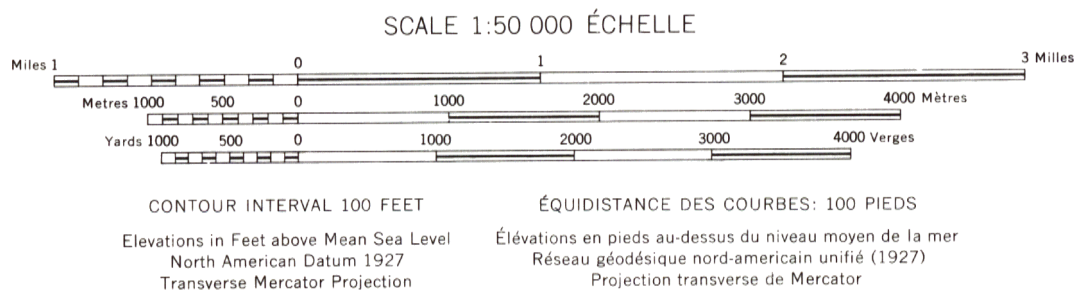 SCALE 1:50 000 ÉCHELLE
Miles 1 0 1 2 3 Milles
Metres 1000 500 0 1000 2000 3000 4000 Mètres
Yards 1000 500 0 1000 2000 3000 4000 Verges
CONTOUR INTERVAL 100 FEET
Elevations in Feet above Mean Sea Level
North American Datum 1927
Transverse Mercator Projection
ÉQUIDISTANCE DES COURBES: 100 PIEDS
Élévations en pieds au-dessus du niveau moyen de la mer
Réseau géodésique nord-americain unifié (1927)
Projection transverse de Mercator